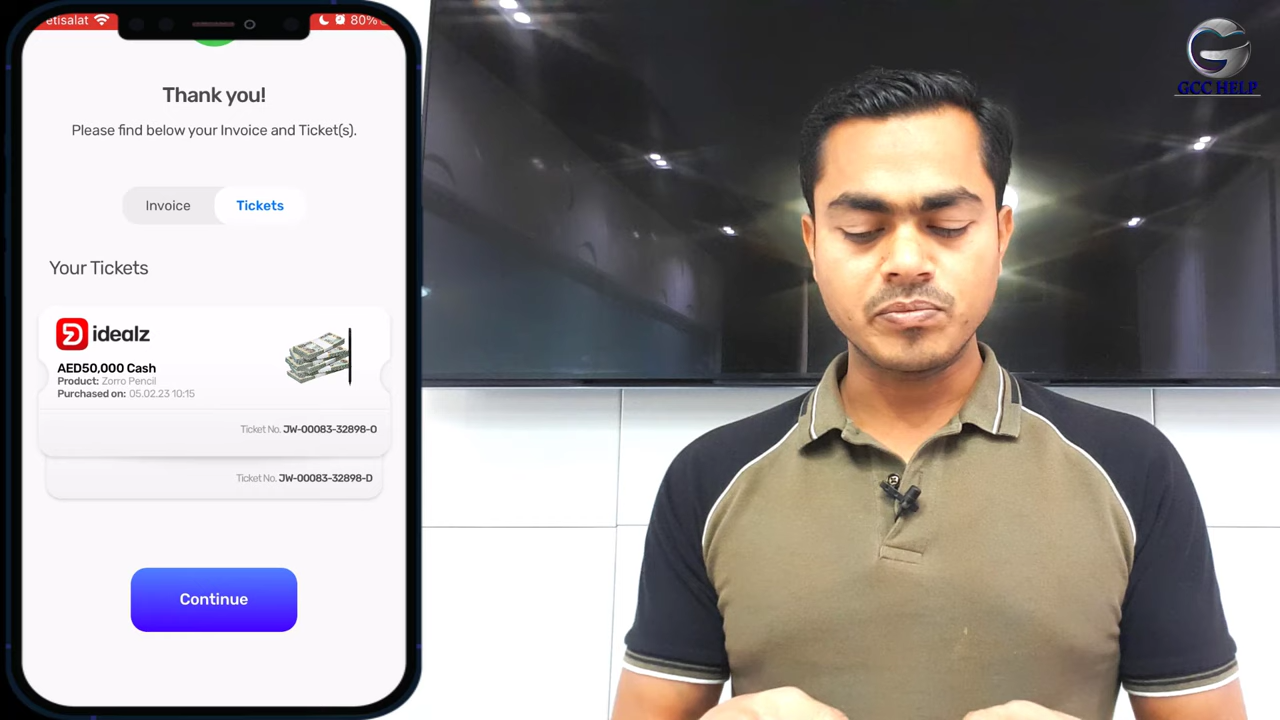 etisalat
80%
Thank you!
Please find below your Invoice and Ticket(s).
Invoice
Tickets
Your Tickets
idealz
AED50,000 Cash
Product: Zorro Pencil
Purchased on: 05.02.23 10:15
Ticket No. JW-00083-32898-O
Ticket No. JW-00083-32898-D
Continue
GCC HELP